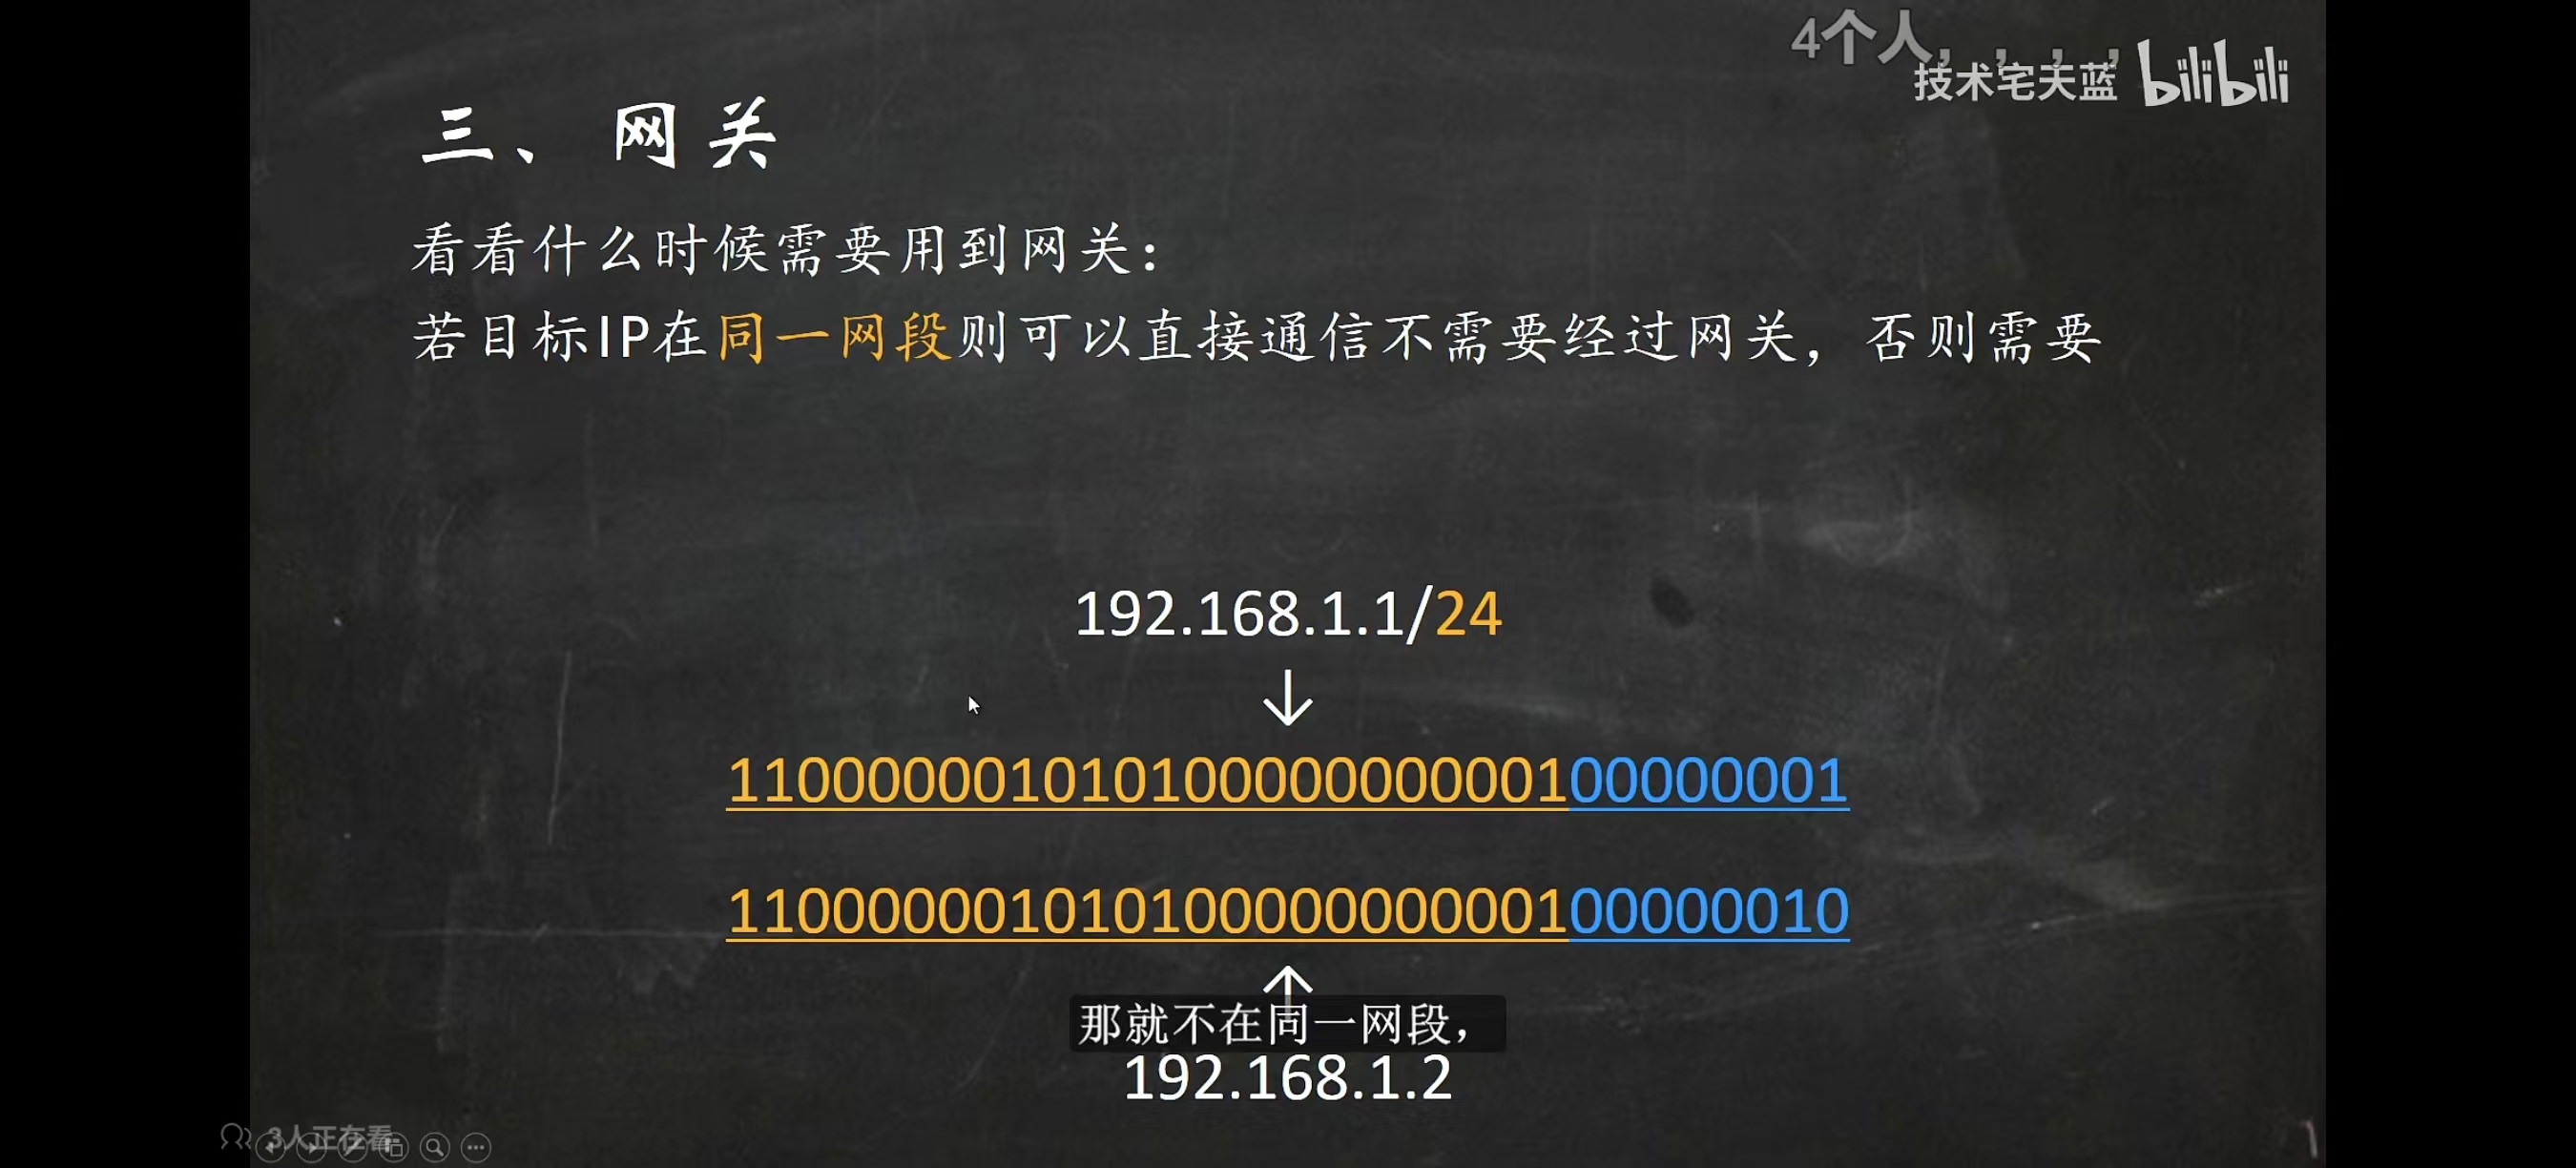 4个人，，，，
技术宅天蓝 bilibili
三、网关
看看什么时候需要用到网关：
若目标IP在同一网段则可以直接通信不需要经过网关，否则需要
192.168.1.1/24
↓
11000000101010000000000100000001
11000000101010000000000100000010
↑
那就不在同一网段，
192.168.1.2
3人正在看